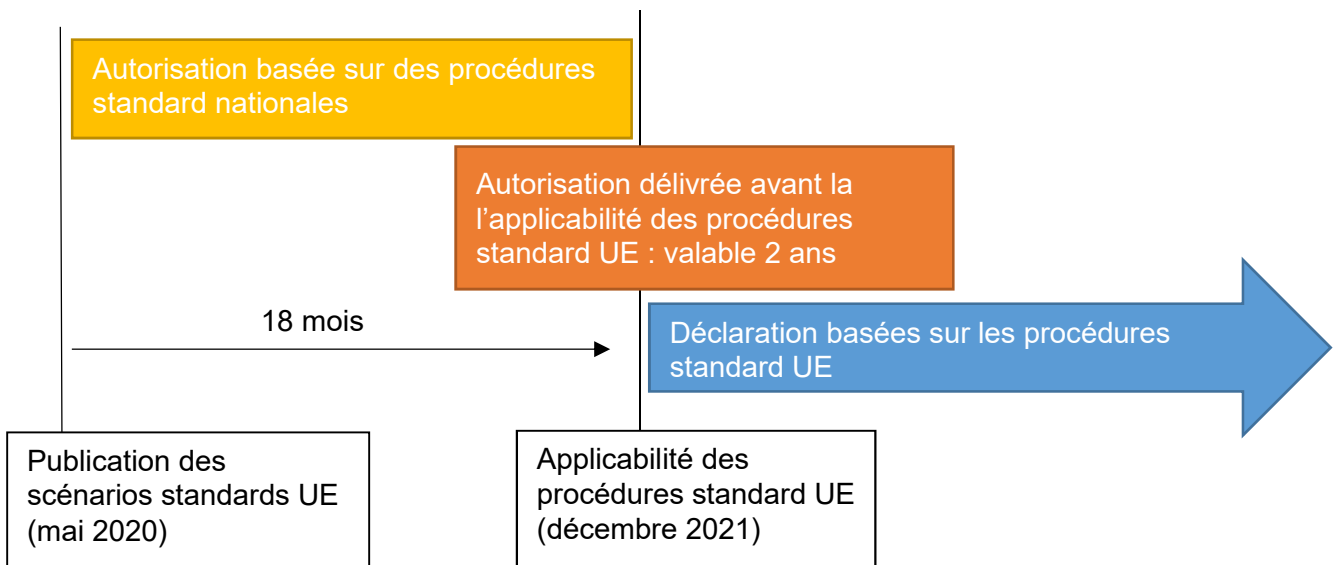 Autorisation basée sur des procédures
standard nationales
Autorisation délivrée avant la
l’applicabilité des procédures
standard UE : valable 2 ans
18 mois
Déclaration basées sur les procédures
standard UE
Publication des
scénarios standards UE
(mai 2020)
Applicabilité des
procédures standard UE
(décembre 2021)